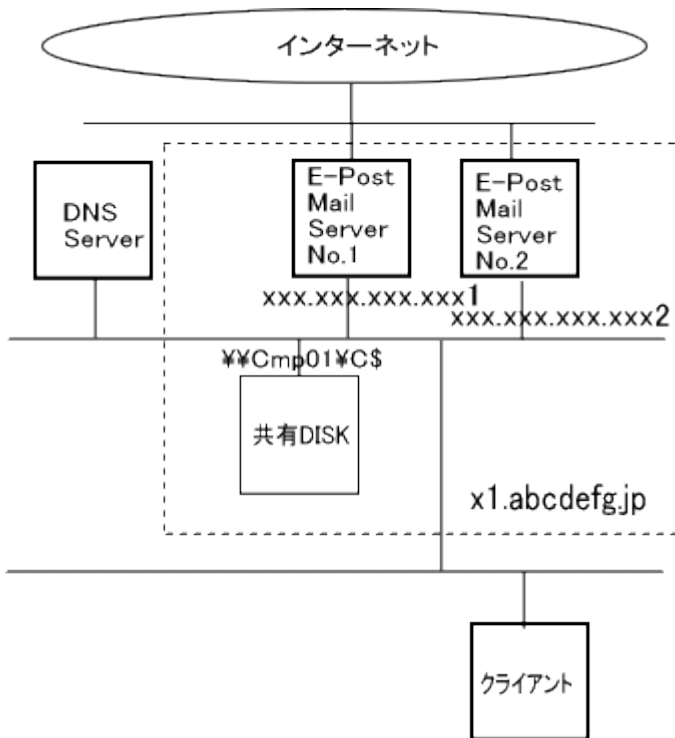 インターネット
DNS
Server
E-Post
Mail
Server
No.1
E-Post
Mail
Server
No.2
xxx.xxx.xxx.xxx1
xxx.xxx.xxx.xxx2
¥¥Cmp01¥C$
共有DISK
x1.abcdefg.jp
クライアント